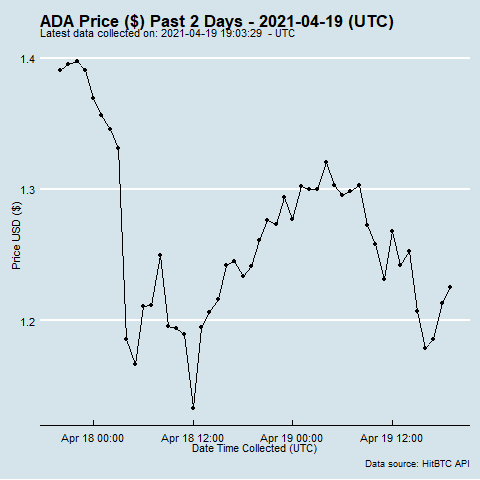 ADA Price ($) Past 2 Days - 2021-04-19 (UTC)
Latest data collected on: 2021-04-19 19:03:29  - UTC
1.4
1.3
1.2
Price USD ($)
Apr 18 00:00
Apr 18 12:00
Apr 19 00:00
Apr 19 12:00
Date Time Collected (UTC)
Data source: HitBTC API